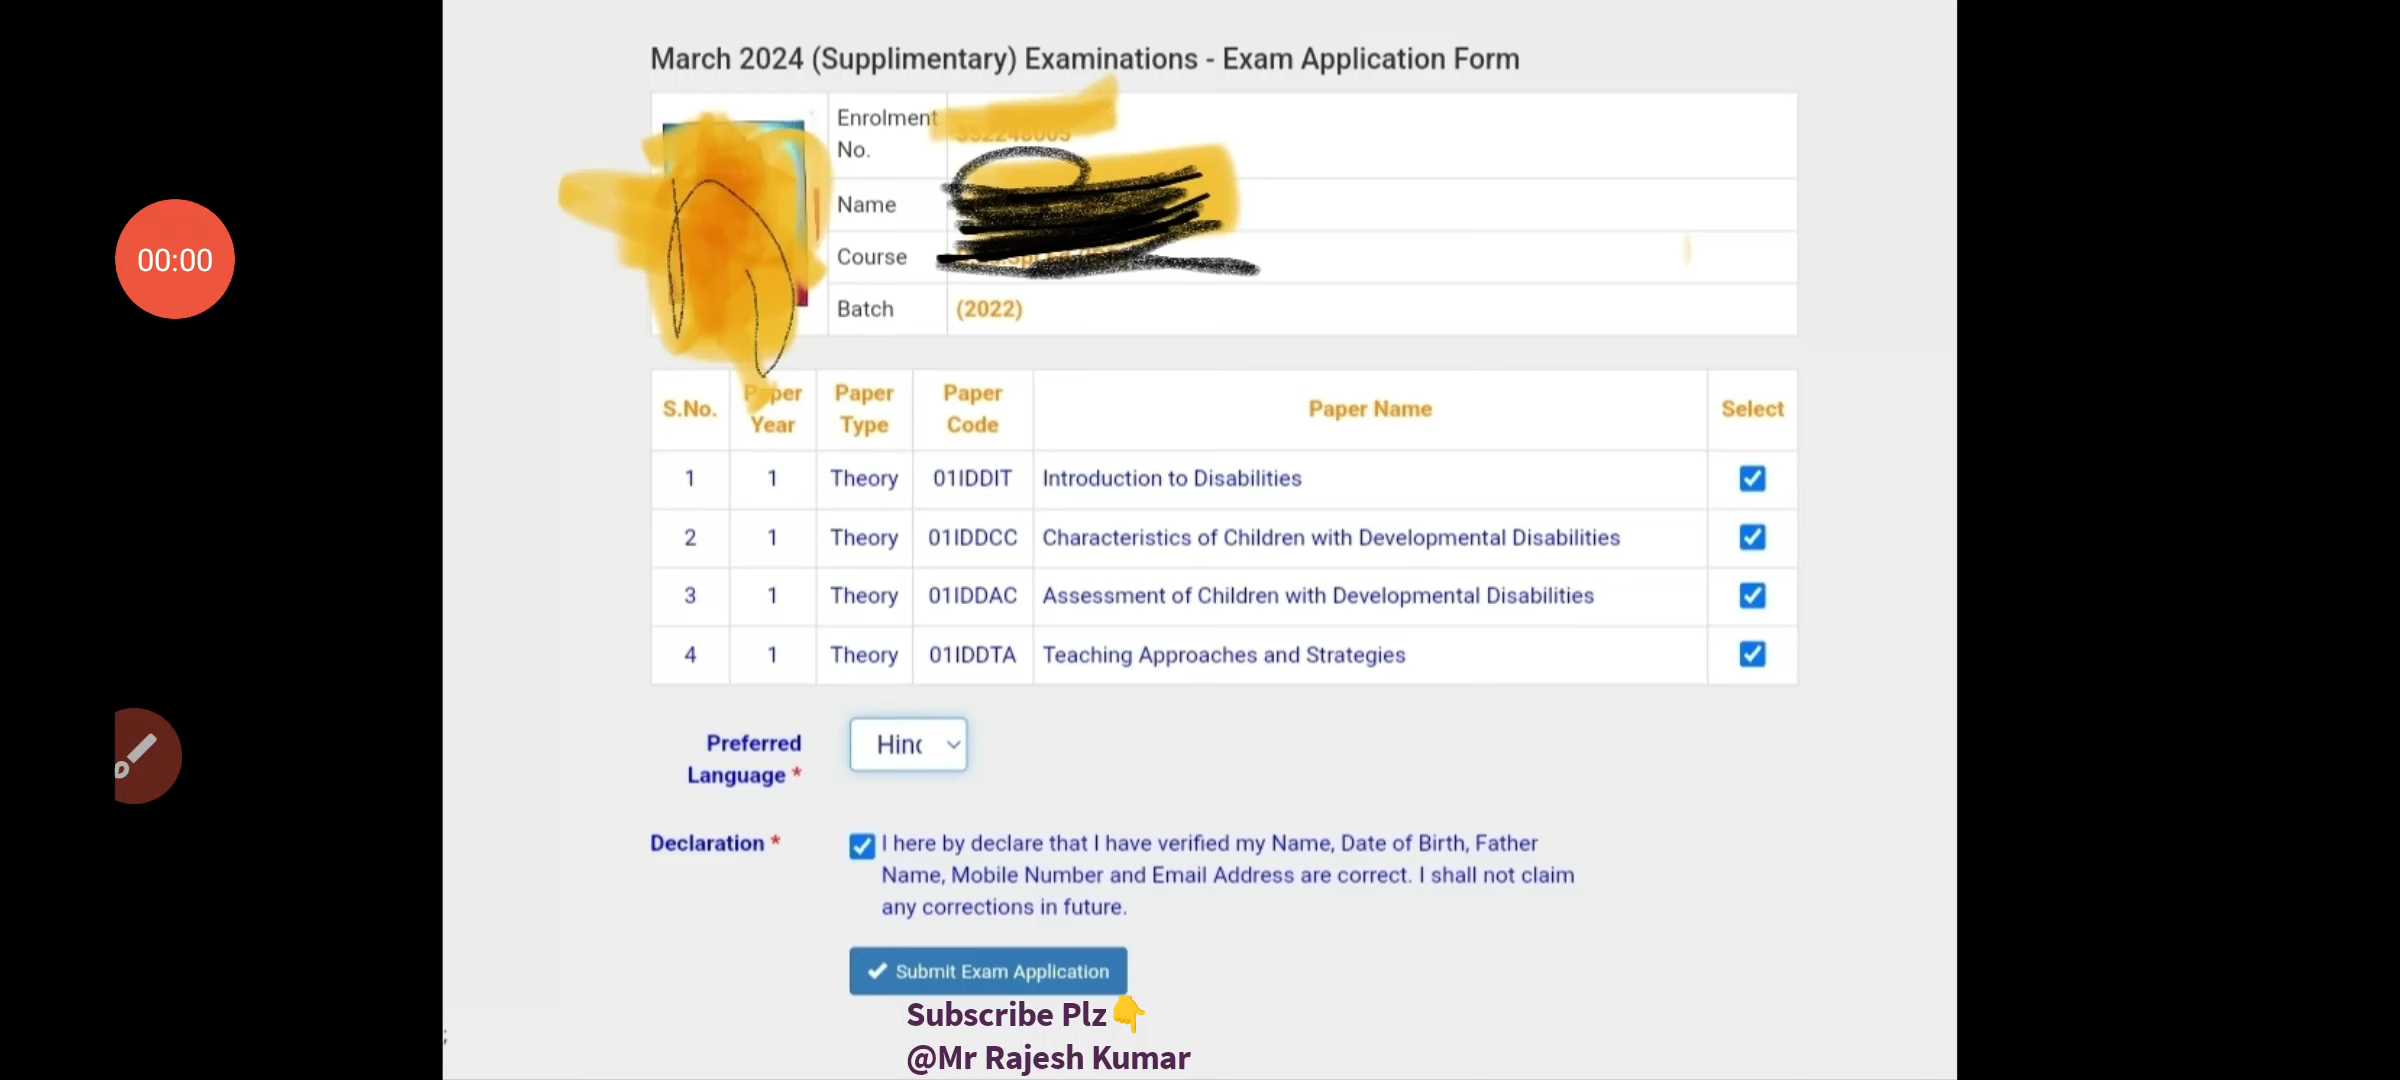 March 2024 (Supplimentary) Examinations - Exam Application Form
Enrolment
No.
Name
Course
Batch (2022)
00:00
S.No. Paper Year Paper Type Paper Code Paper Name Select
1 1 Theory 01IDDIT Introduction to Disabilities
2 1 Theory 01IDDCC Characteristics of Children with Developmental Disabilities
3 1 Theory 01IDDAC Assessment of Children with Developmental Disabilities
4 1 Theory 01IDDTA Teaching Approaches and Strategies
Preferred
Language *
Declaration * I here by declare that I have verified my Name, Date of Birth, Father
Name, Mobile Number and Email Address are correct. I shall not claim
any corrections in future.
Submit Exam Application
Subscribe Plz👇
@Mr Rajesh Kumar